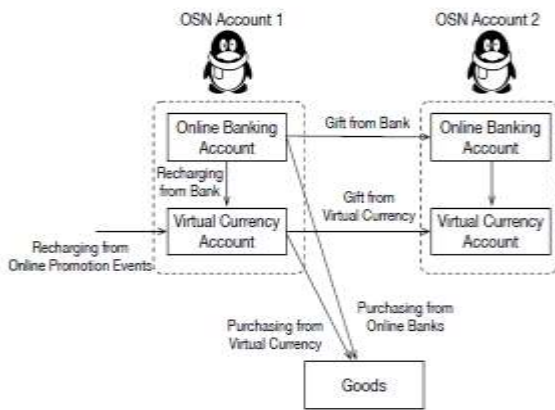 OSN Account 1
OSN Account 2
Online Banking
Account
Gift from Bank
Online Banking
Account
Recharging
from Bank
Gift from
Virtual Currency
Virtual Currency
Account
Virtual Currency
Account
Recharging from
Online Promotion Events
Purchasing from
Virtual Currency
Purchasing from
Online Banks
Goods